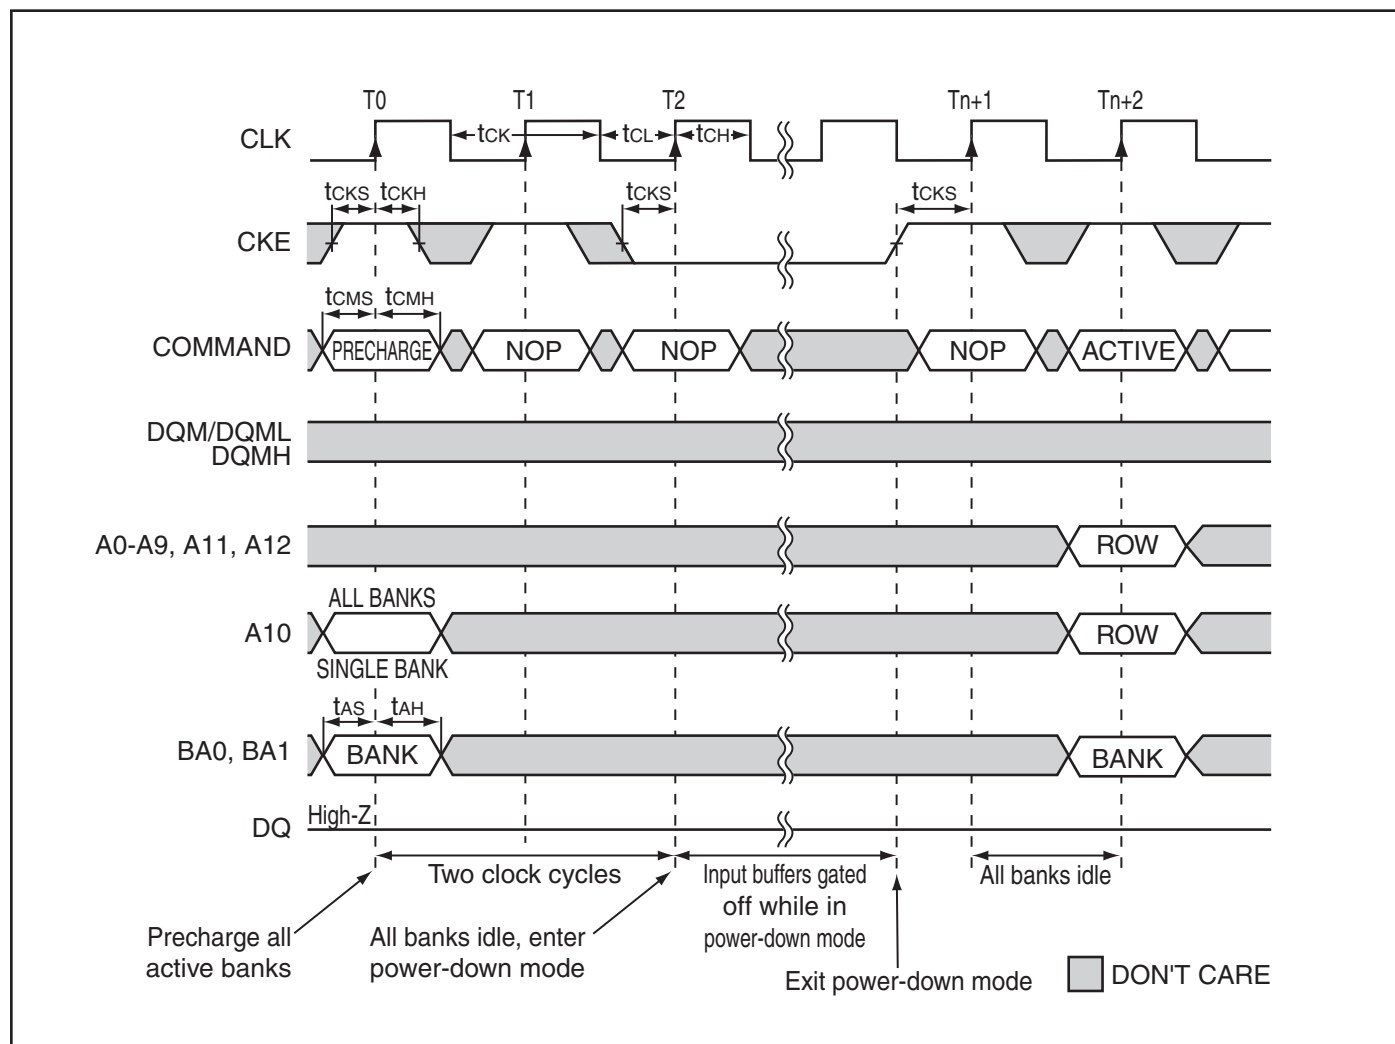 T0 T1 T2 Tn+1 Tn+2
CLK tCK tCL tCH
tCKS tCKH tCKS tCKS
CKE
tCMS tCMH
COMMAND PRECHARGE NOP NOP NOP ACTIVE
DQM/DQML
DQMH
A0-A9, A11, A12 ROW
ALL BANKS
A10 ROW
SINGLE BANK
tAS tAH
BA0, BA1 BANK BANK
DQ High-Z
Two clock cycles
Input buffers gated
off while in
power-down mode
All banks idle
Precharge all
active banks
All banks idle, enter
power-down mode
Exit power-down mode
DON'T CARE